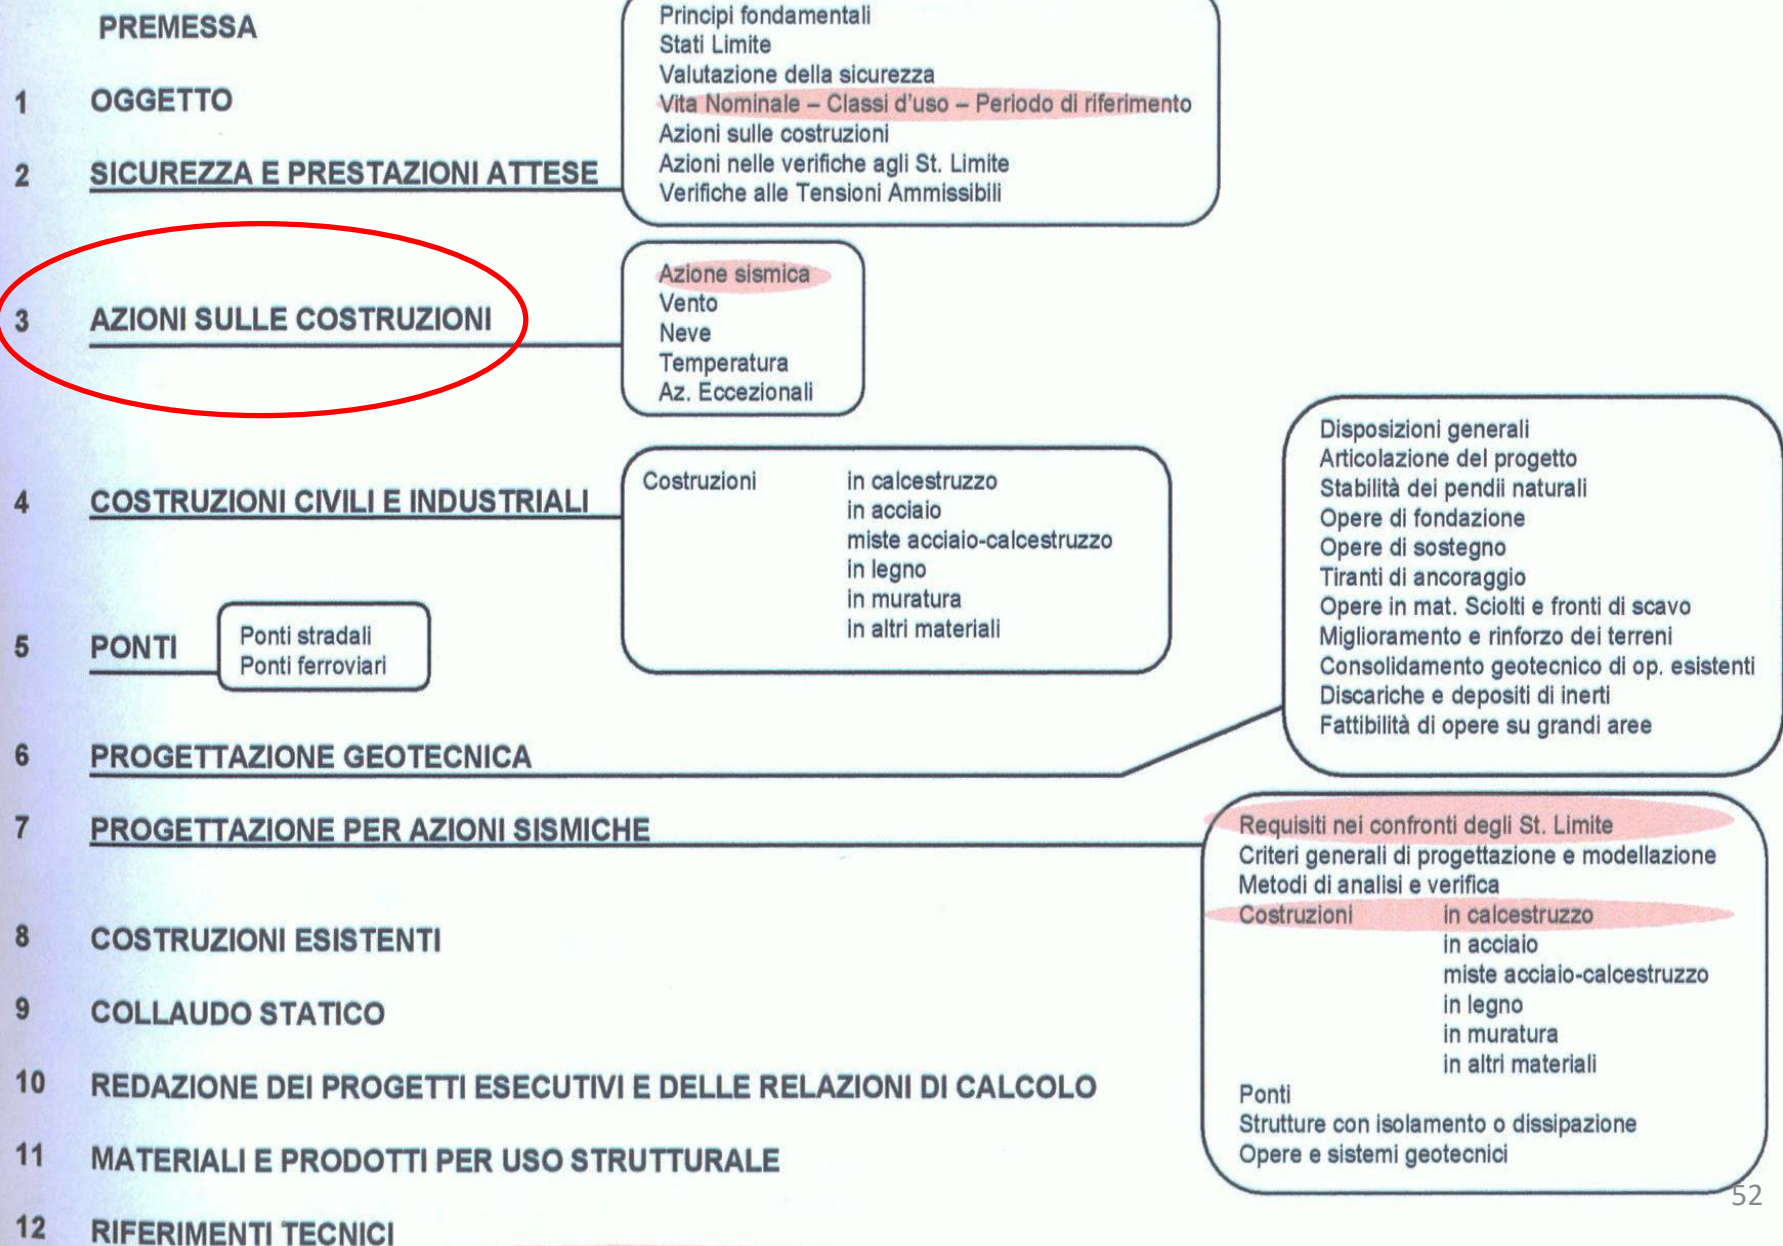 PREMESSA
1 OGGETTO
2 SICUREZZA E PRESTAZIONI ATTESE
Principi fondamentali
Stati Limite
Valutazione della sicurezza
Vita Nominale – Classi d'uso – Periodo di riferimento
Azioni sulle costruzioni
Azioni nelle verifiche agli St. Limite
Verifiche alle Tensioni Ammissibili
3 AZIONI SULLE COSTRUZIONI
Azione sismica
Vento
Neve
Temperatura
Az. Eccezionali
4 COSTRUZIONI CIVILI E INDUSTRIALI
Costruzioni in calcestruzzo
in acciaio
miste acciaio-calcestruzzo
in legno
in muratura
in altri materiali
5 PONTI
Ponti stradali
Ponti ferroviari
6 PROGETTAZIONE GEOTECNICA
Disposizioni generali
Articolazione del progetto
Stabilità dei pendii naturali
Opere di fondazione
Opere di sostegno
Tiranti di ancoraggio
Opere in mat. Sciolti e fronti di scavo
Miglioramento e rinforzo dei terreni
Consolidamento geotecnico di op. esistenti
Discariche e depositi di inerti
Fattibilità di opere su grandi aree
7 PROGETTAZIONE PER AZIONI SISMICHE
Requisiti nei confronti degli St. Limite
Criteri generali di progettazione e modellazione
Metodi di analisi e verifica
Costruzioni in calcestruzzo
in acciaio
miste acciaio-calcestruzzo
in legno
in muratura
in altri materiali
Ponti
Strutture con isolamento o dissipazione
Opere e sistemi geotecnici
8 COSTRUZIONI ESISTENTI
9 COLLAUDO STATICO
10 REDAZIONE DEI PROGETTI ESECUTIVI E DELLE RELAZIONI DI CALCOLO
11 MATERIALI E PRODOTTI PER USO STRUTTURALE
12 RIFERIMENTI TECNICI
52